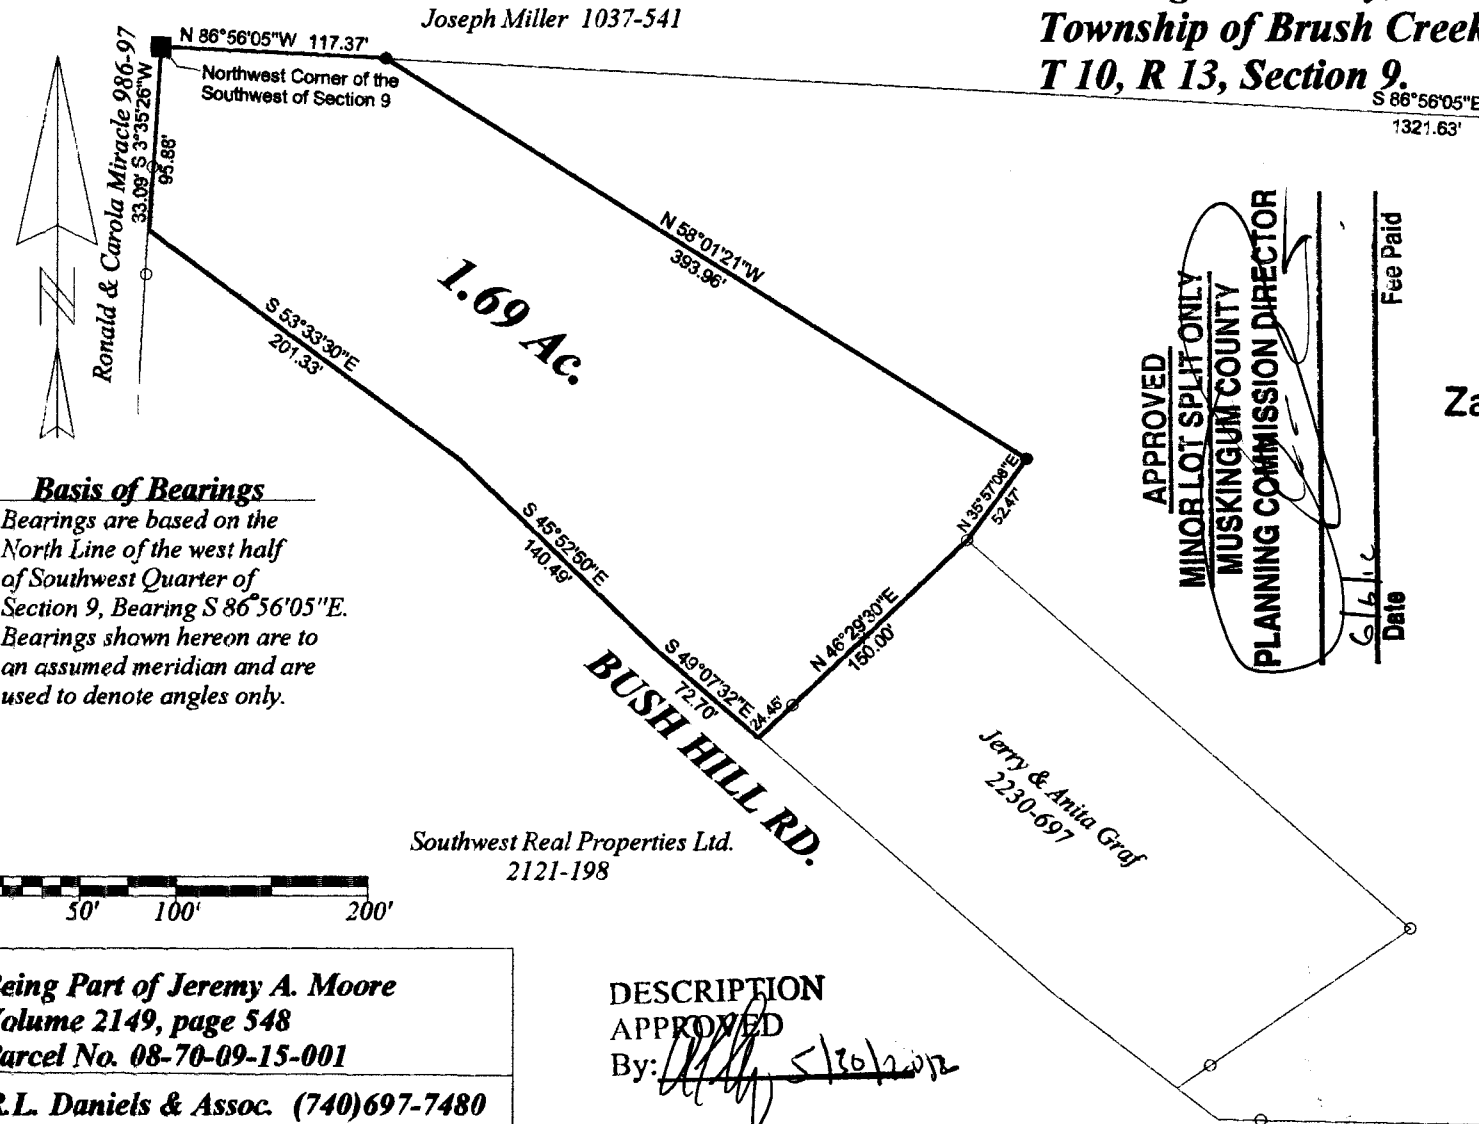 Joseph Miller 1037-541
Township of Brush Creek
T 10, R 13, Section 9.
S 86°56'05"E
1321.63'
N 86°56'05"W 117.37'
Northwest Corner of the
Southwest of Section 9
Ronald & Carola Miracle 986-97
33.09' S 3°35'26"W
95.88'
N 58°01'21"W
393.96'
1.69 Ac.
S 53°33'30"E
201.33'
N
APPROVED
MINOR LOT SPLIT ONLY
MUSKINGUM COUNTY
PLANNING COMMISSION DIRECTOR
Fee Paid
Date
Za
N 35°57'08"E
52.47'
Basis of Bearings
Bearings are based on the
North Line of the west half
of Southwest Quarter of
Section 9, Bearing S 86°56'05"E.
Bearings shown hereon are to
an assumed meridian and are
used to denote angles only.
S 45°52'50"E
140.49'
N 46°29'30"E
150.00'
S 49°07'32"E
72.70'
24.45'
BUSH HILL RD.
Jerry & Anita Graf
2230-697
Southwest Real Properties Ltd.
2121-198
50' 100' 200'
eing Part of Jeremy A. Moore
olume 2149, page 548
arcel No. 08-70-09-15-001
R.L. Daniels & Assoc. (740)697-7480
DESCRIPTION
APPROVED
By: 5/30/2012